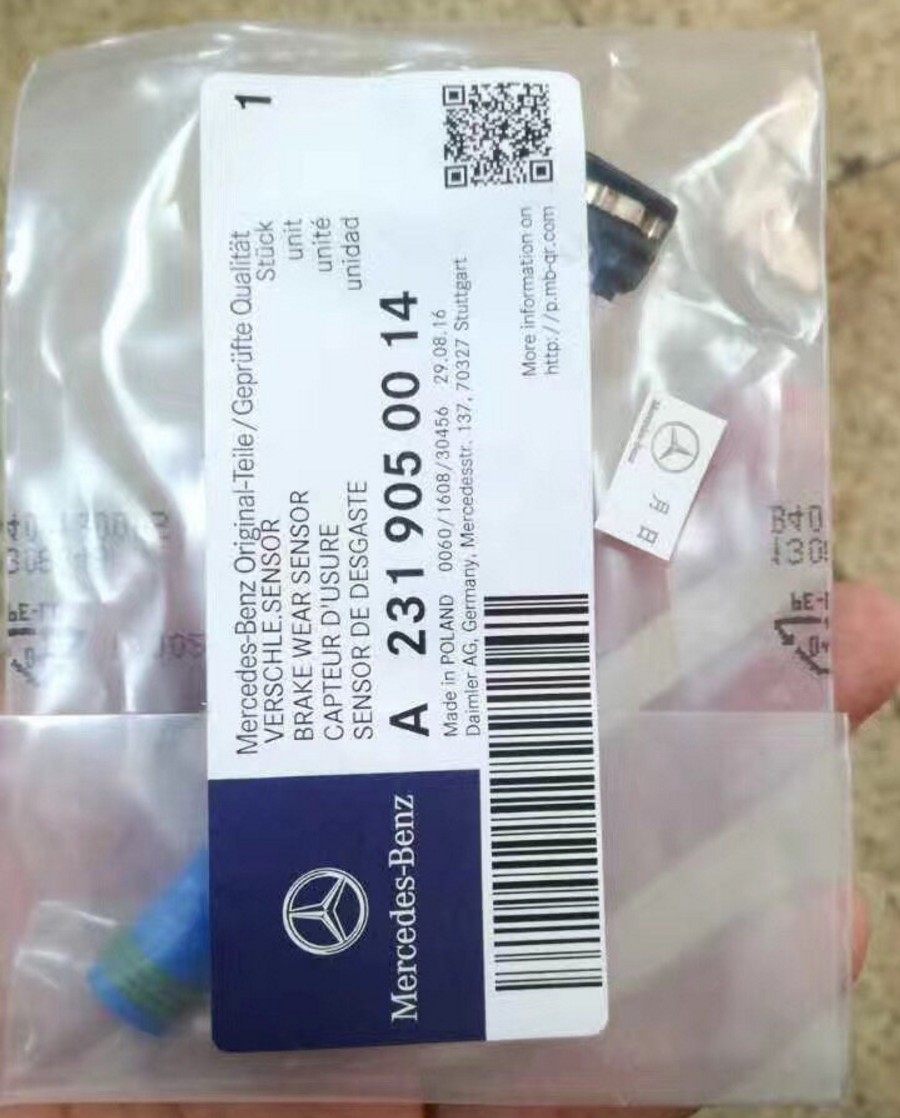 Mercedes-Benz Original-Teile/Geprüfte Qualität
VERSCHLE.SENSOR
Stück
1
BRAKE WEAR SENSOR
unit
CAPTEUR D'USURE
unité
SENSOR DE DESGASTE
unidad
A 231 905 00 14
Made in POLAND 0060/1608/30456 29.08.16
Daimler AG, Germany, Mercedesstr. 137, 70327 Stuttgart
More information on
http://p.mb-qr.com
Mercedes-Benz
月
日